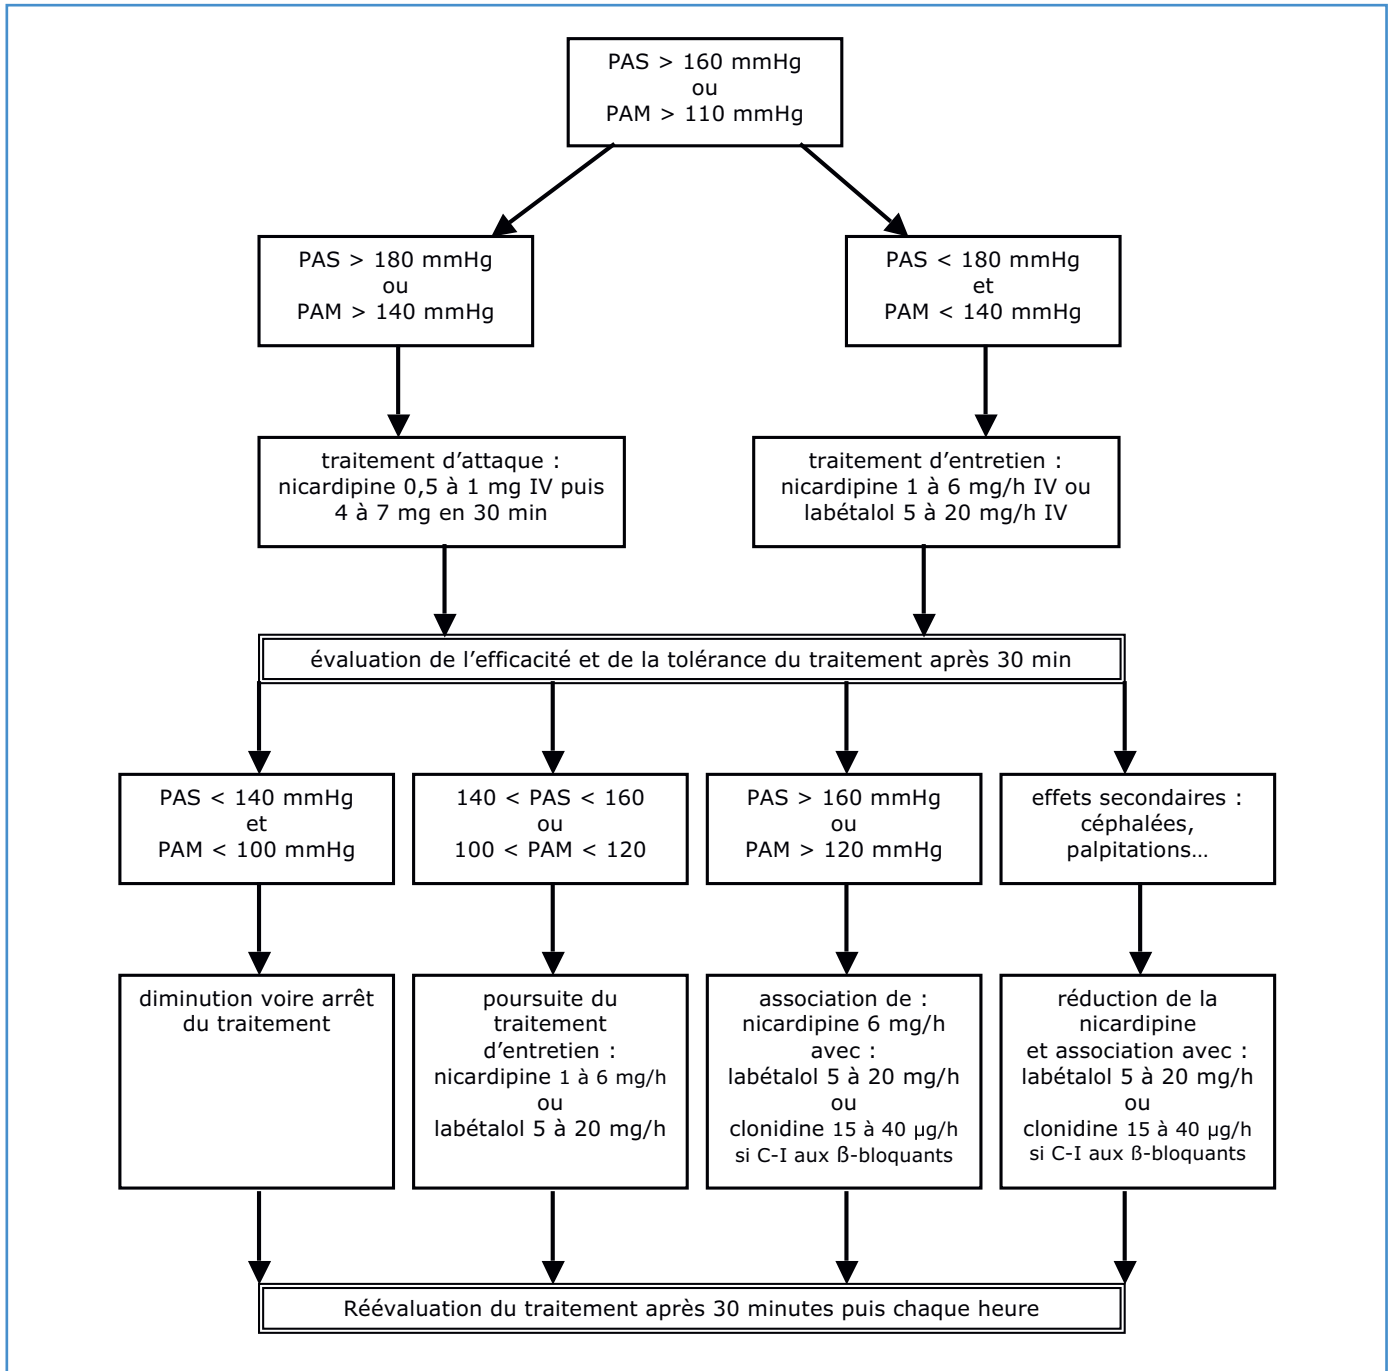 PAS > 160 mmHg
ou
PAM > 110 mmHg
PAS > 180 mmHg
ou
PAM > 140 mmHg
PAS < 180 mmHg
et
PAM < 140 mmHg
traitement d’attaque :
nicardipine 0,5 à 1 mg IV puis
4 à 7 mg en 30 min
traitement d’entretien :
nicardipine 1 à 6 mg/h IV ou
labétalol 5 à 20 mg/h IV
évaluation de l’efficacité et de la tolérance du traitement après 30 min
PAS < 140 mmHg
et
PAM < 100 mmHg
140 < PAS < 160
ou
100 < PAM < 120
PAS > 160 mmHg
ou
PAM > 120 mmHg
effets secondaires :
céphalées,
palpitations…
diminution voire arrêt
du traitement
poursuite du
traitement
d’entretien :
nicardipine 1 à 6 mg/h
ou
labétalol 5 à 20 mg/h
association de :
nicardipine 6 mg/h
avec :
labétalol 5 à 20 mg/h
ou
clonidine 15 à 40 µg/h
si C-I aux ß-bloquants
réduction de la
nicardipine
et association avec :
labétalol 5 à 20 mg/h
ou
clonidine 15 à 40 µg/h
si C-I aux ß-bloquants
Réévaluation du traitement après 30 minutes puis chaque heure